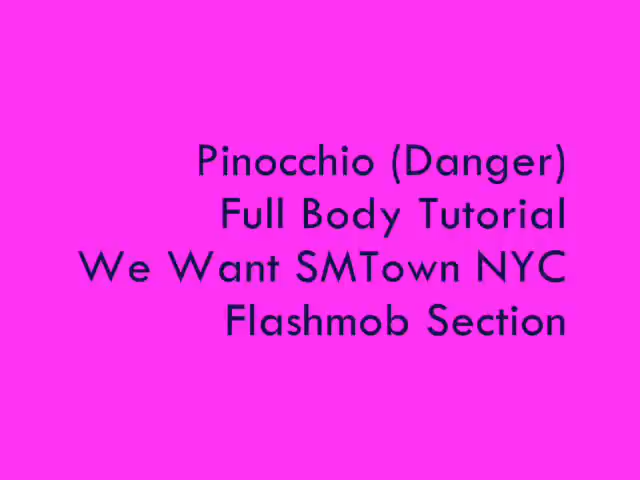 Pinocchio (Danger)
Full Body Tutorial
We Want SMTown NYC
Flashmob Section